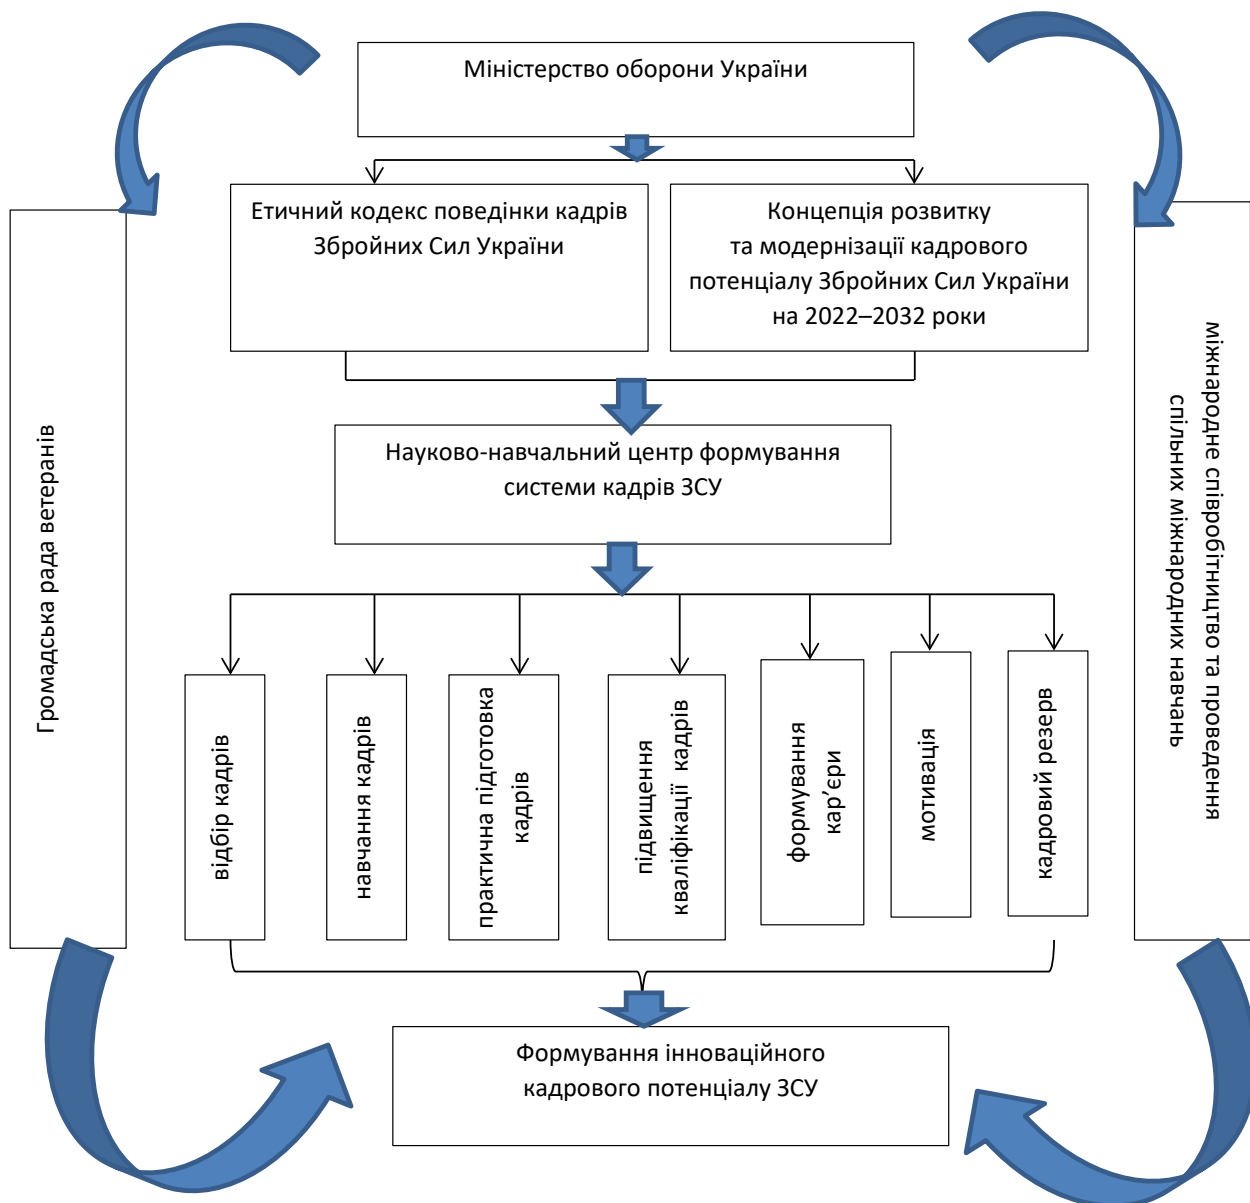 Міністерство оборони України
Етичний кодекс поведінки кадрів
Збройних Сил України
Концепція розвитку
та модернізації кадрового
потенціалу Збройних Сил України
на 2022–2032 роки
Громадська рада ветеранів
міжнародне співробітництво та проведення
спільних міжнародних навчань
Науково-навчальний центр формування
системи кадрів ЗСУ
відбір кадрів
навчання кадрів
практична підготовка
кадрів
підвищення
кваліфікації кадрів
формування
кар’єри
мотивація
кадровий резерв
Формування інноваційного
кадрового потенціалу ЗСУ